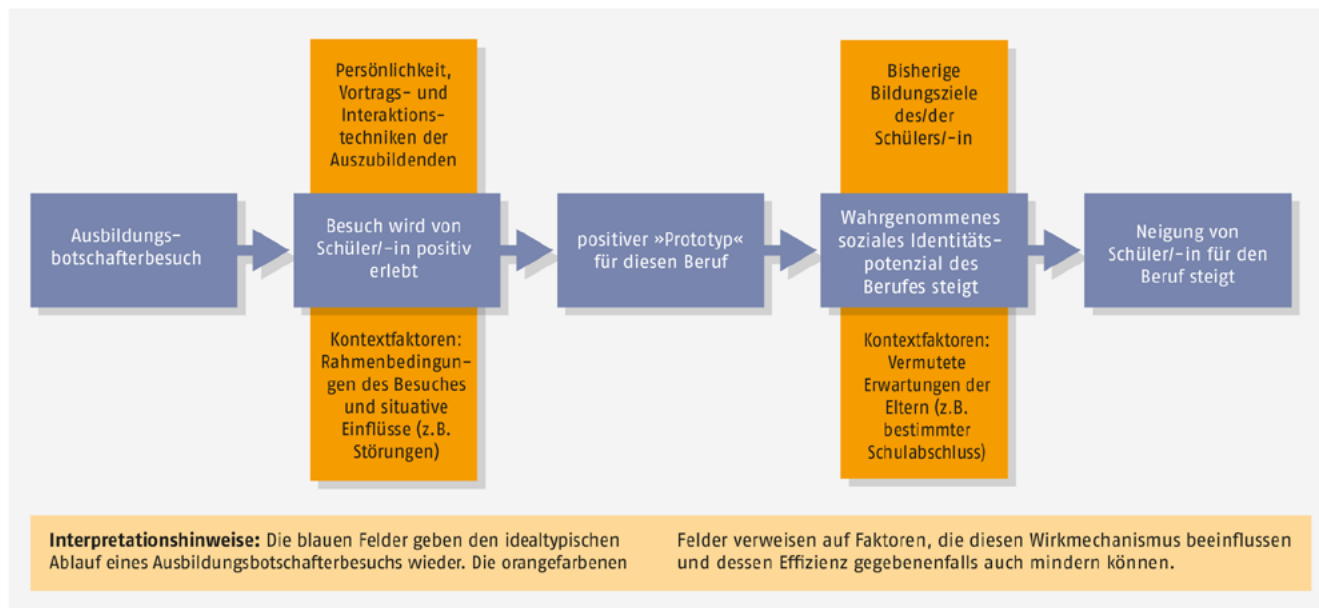 Persönlichkeit,
Vortrags- und
Interaktions-
techniken der
Auszubildenden
Bisherige
Bildungsziele
des/der
Schülers/-in
Ausbildungs-
botschafterbesuch
Besuch wird von
Schüler/-in positiv
erlebt
positiver »Prototyp«
für diesen Beruf
Wahrgenommenes
soziales Identitäts-
potenzial des
Berufes steigt
Neigung von
Schüler/-in für den
Beruf steigt
Kontextfaktoren:
Rahmenbedingun-
gen des Besuches
und situative
Einflüsse (z.B.
Störungen)
Kontextfaktoren:
Vermutete
Erwartungen der
Eltern (z.B.
bestimmter
Schulabschluss)
Interpretationshinweise: Die blauen Felder geben den idealtypischen
Ablauf eines Ausbildungsbotschafterbesuchs wieder. Die orangefarbenen
Felder verweisen auf Faktoren, die diesen Wirkmechanismus beeinflussen
und dessen Effizienz gegebenenfalls auch mindern können.